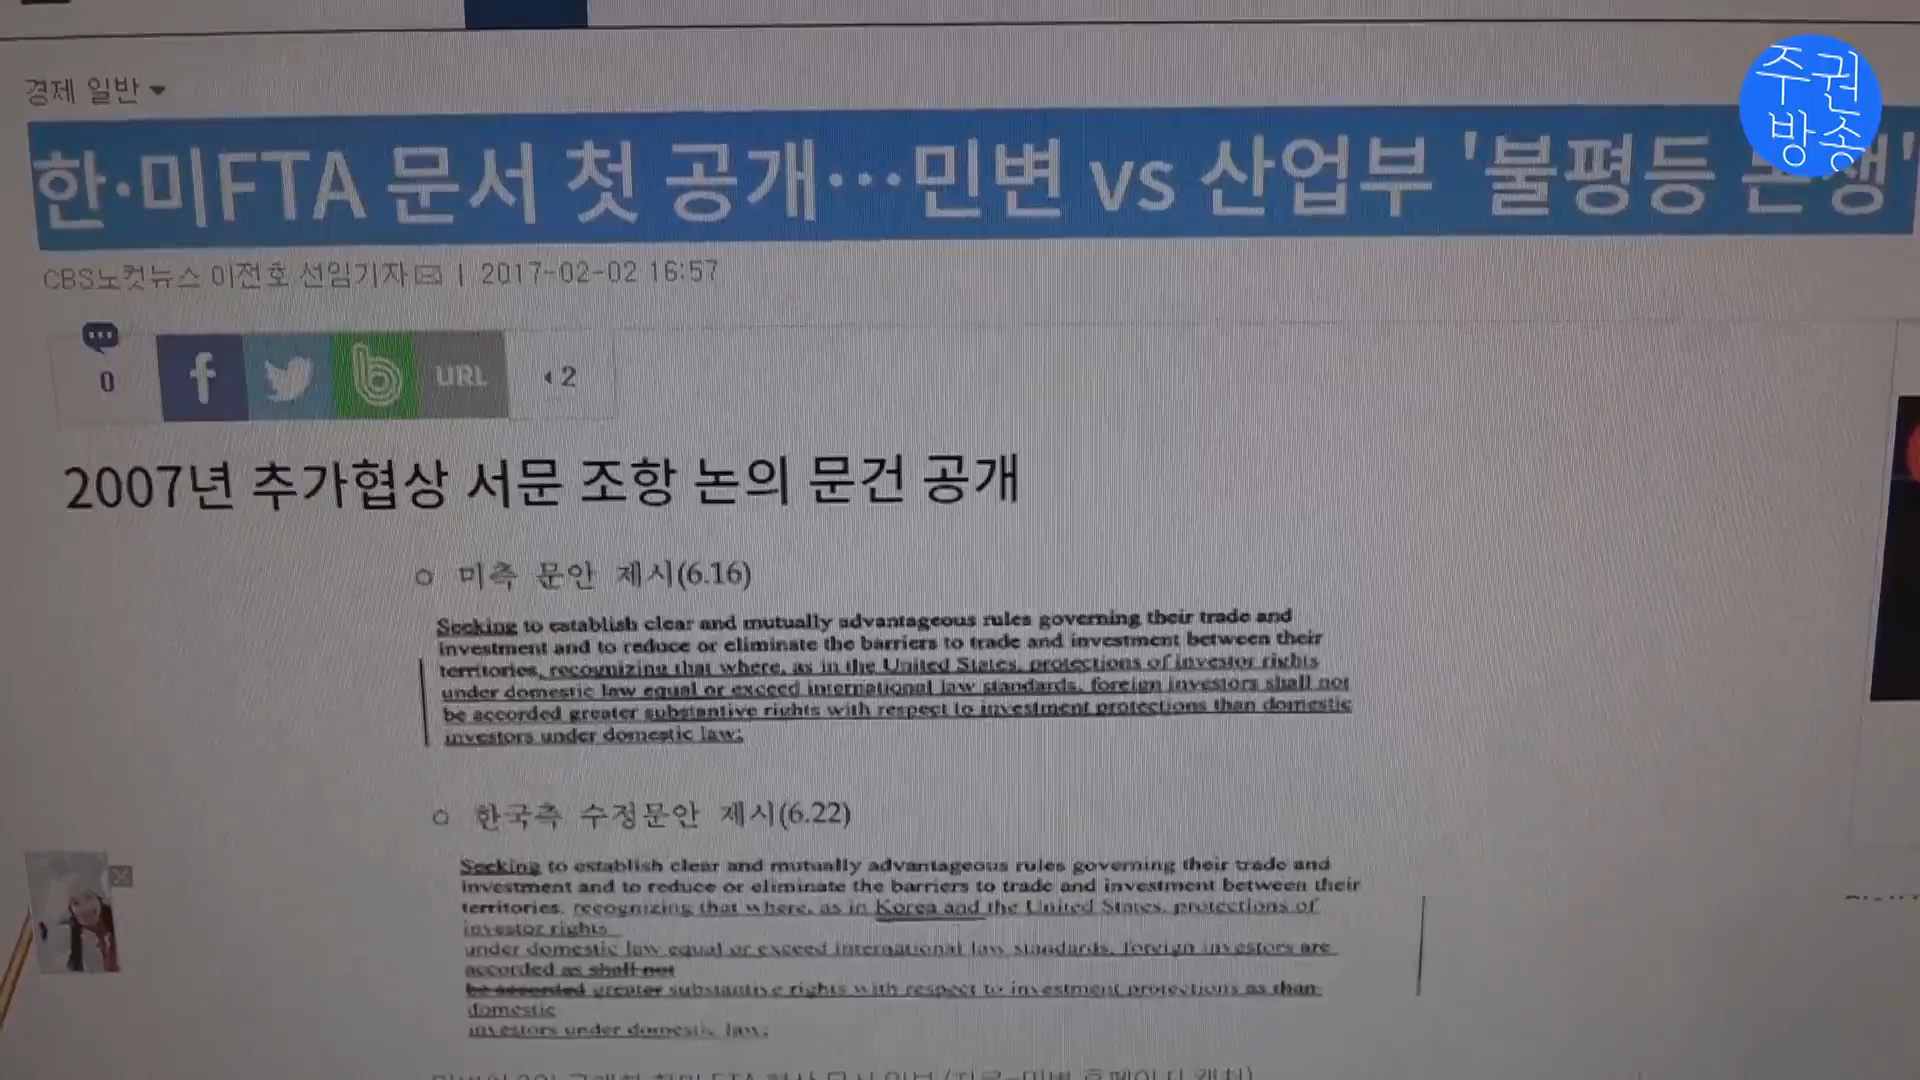 주권
방송
경제 일반
한·미FTA 문서 첫 공개…민변 vs 산업부 '불평등 논쟁'
CBS노컷뉴스 이전호 선임기자 | 2017-02-02 16:57
0
f
b
URL
2
2007년 추가협상 서문 조항 논의 문건 공개
○ 미측 문안 제시(6.16)
Seeking to establish clear and mutually advantageous rules governing their trade and
investment and to reduce or eliminate the barriers to trade and investment between their
territories, recognizing that where, as in the United States, protections of investor rights
under domestic law equal or exceed international law standards, foreign investors shall not
be accorded greater substantive rights with respect to investment protections than domestic
investors under domestic law;
○ 한국측 수정문안 제시(6.22)
Seeking to establish clear and mutually advantageous rules governing their trade and
investment and to reduce or eliminate the barriers to trade and investment between their
territories, recognizing that where, as in Korea and the United States, protections of
investor rights
under domestic law equal or exceed international law standards, foreign investors are
accorded as shall not
be accorded greater substantive rights with respect to investment protections as than
domestic
investors under domestic law;